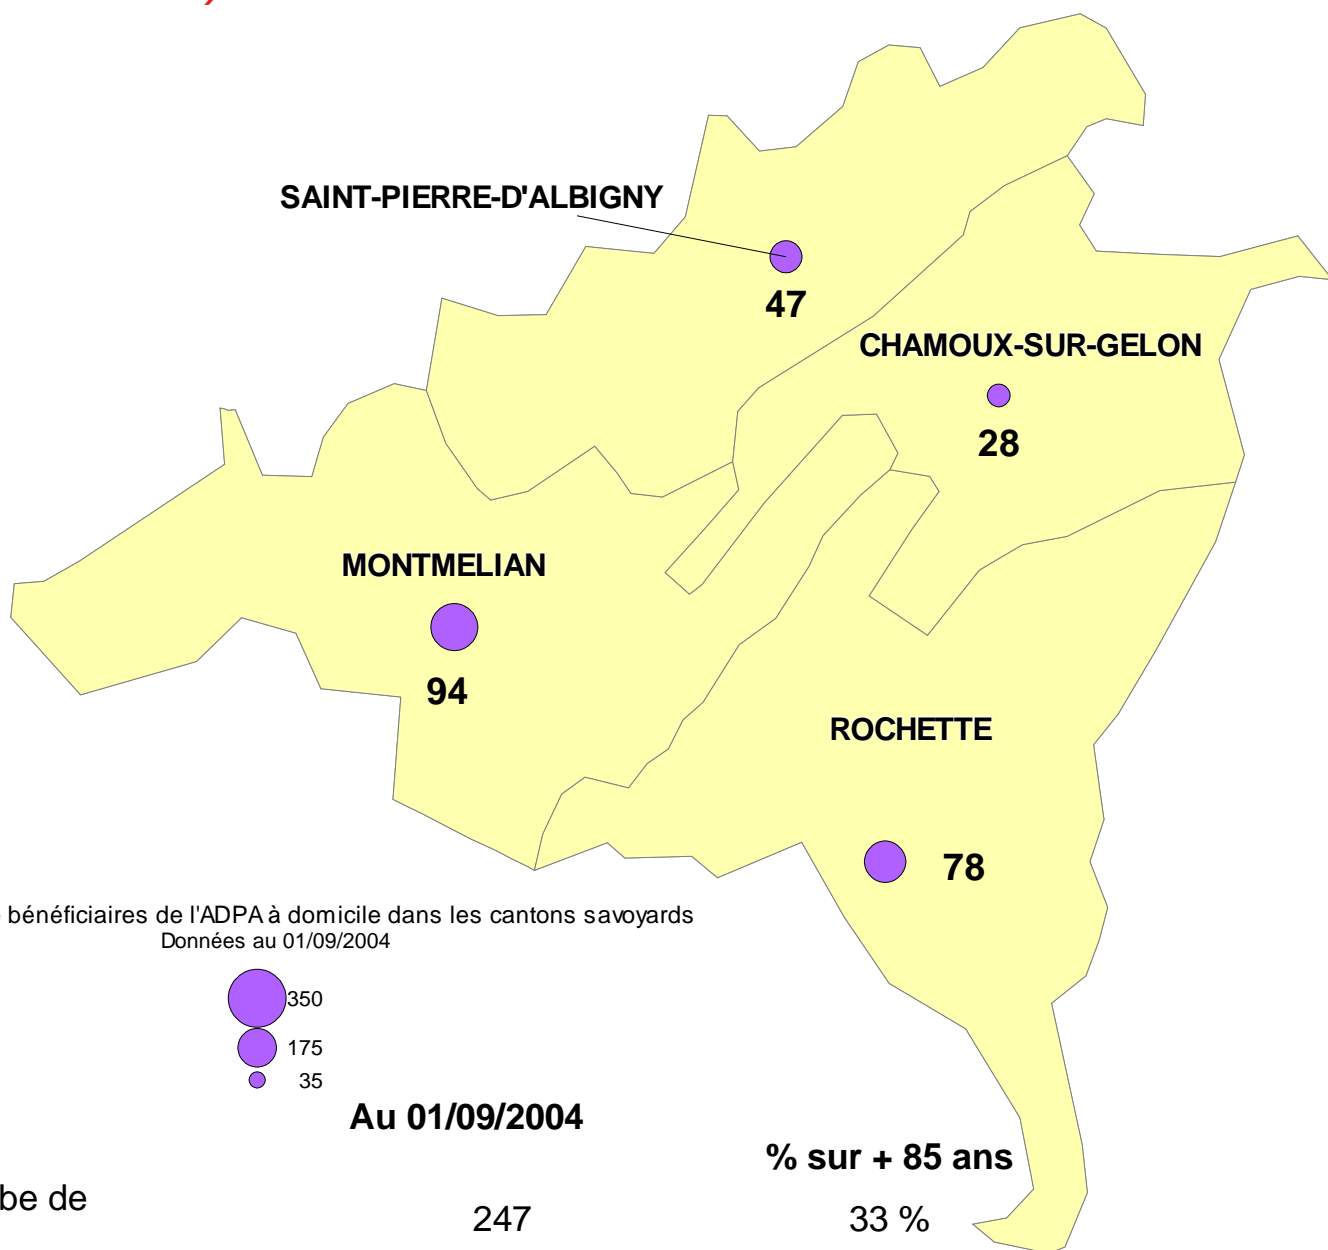 SAINT-PIERRE-D'ALBIGNY
47
CHAMOUX-SUR-GELON
28
MONTMELIAN
94
ROCHETTE
78
bénéficiaires de l'ADPA à domicile dans les cantons savoyards
Données au 01/09/2004
350
175
35
Au 01/09/2004
% sur + 85 ans
be de
247
33 %